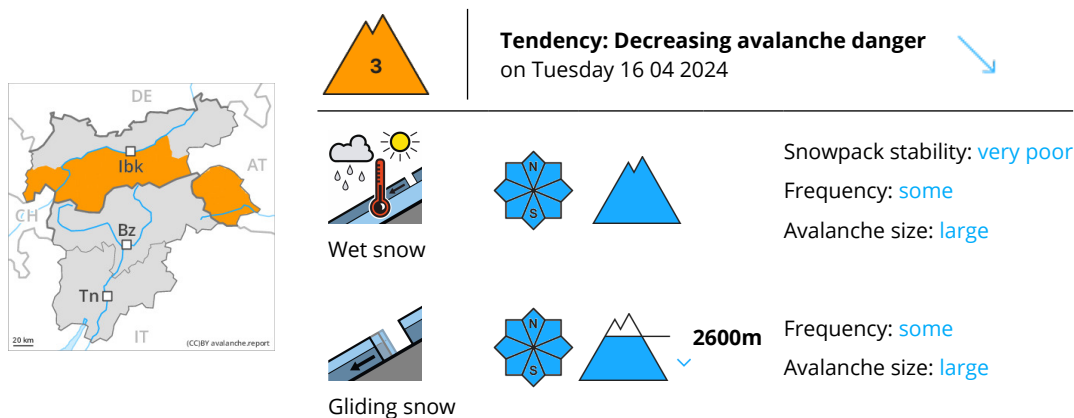 3
Tendency: Decreasing avalanche danger
on Tuesday 16 04 2024
DE
Ibk
AT
CH
Bz
Tn
IT
20 km
(CC)BY avalanche.report
N
S
Wet snow
Snowpack stability: very poor
Frequency: some
Avalanche size: large
N
S
2600m
Gliding snow
Frequency: some
Avalanche size: large